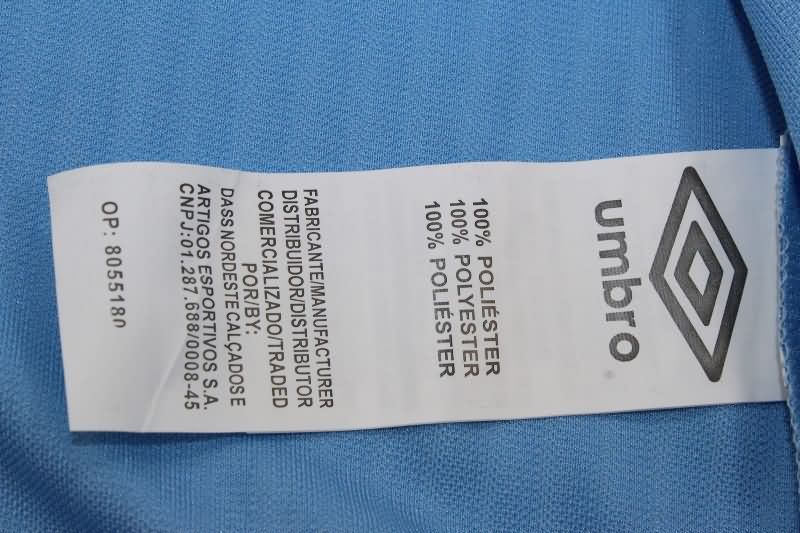 umbro
100% POLIÉSTER
100% POLYESTER
100% POLIÉSTER
FABRICANTE/MANUFACTURER
DISTRIBUIDOR/DISTRIBUTOR
COMERCIALIZADO/TRADED
POR/BY:
DASS NORDESTE CALÇADOS E
ARTIGOS ESPORTIVOS S.A.
CNPJ:01.287.688/0008-45
OP: 8055180